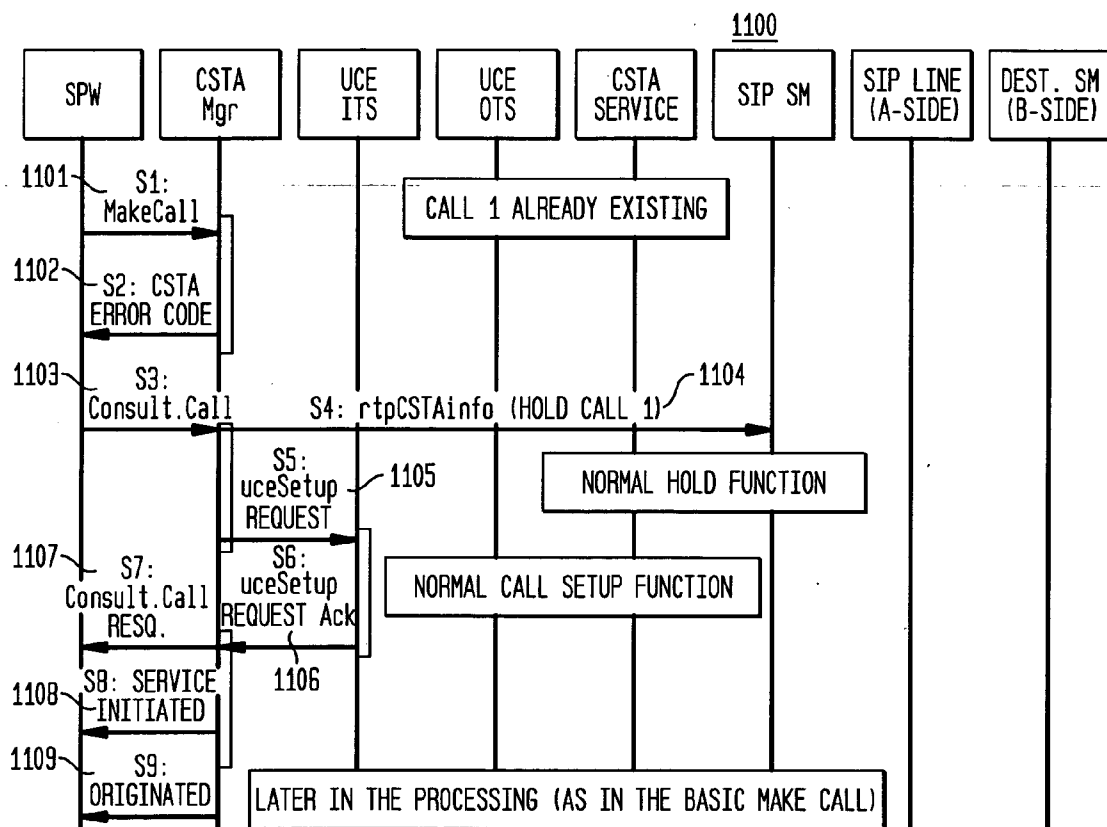 1100
SPW
CSTA
Mgr
UCE
ITS
UCE
OTS
CSTA
SERVICE
SIP SM
SIP LINE
(A-SIDE)
DEST. SM
(B-SIDE)
1101
S1:
MakeCall
CALL 1 ALREADY EXISTING
1102
S2: CSTA
ERROR CODE
1103
S3:
Consult.Call
S4: rtpCSTAinfo (HOLD CALL 1)
1104
NORMAL HOLD FUNCTION
S5:
uceSetup
REQUEST
1105
1107
S7:
Consult.Call
RESQ.
S6:
uceSetup
REQUEST Ack
NORMAL CALL SETUP FUNCTION
1106
1108
S8: SERVICE
INITIATED
1109
S9:
ORIGINATED
LATER IN THE PROCESSING (AS IN THE BASIC MAKE CALL)